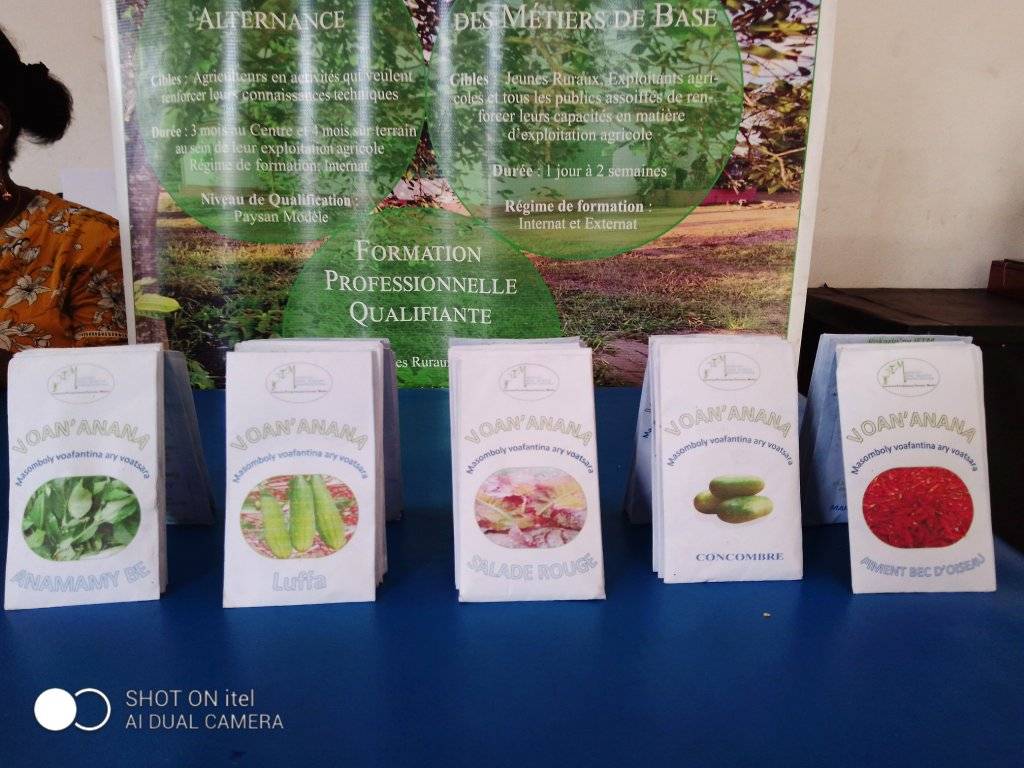 ALTERNANCE
Cibles : Agriculteurs en activités qui veulent
renforcer leurs connaissances techniques
Durée : 3 mois au Centre et 4 mois sur terrain
au sein de leur exploitation agricole
Régime de formation: Internat
Niveau de Qualification :
Paysan Modèle
DES MÉTIERS DE BASE
Cibles : Jeunes Ruraux, Exploitants agri-
coles et tous les publics assoiffés de ren-
forcer leurs capacités en matière
d'exploitation agricole
Durée : 1 jour à 2 semaines
Régime de formation :
Internat et Externat
FORMATION
PROFESSIONNELLE
QUALIFIANTE
VOAN'ANANA
Masomboly voafantina ary voatsara
ANAMAMY BE
VOAN'ANANA
Masomboly voafantina ary voatsara
Luffa
VOAN'ANANA
Masomboly voafantina ary voatsara
SALADE ROUGE
VOAN'ANANA
Masomboly voafantina ary voatsara
CONCOMBRE
VOAN'ANANA
Masomboly voafantina ary voatsara
PIMENT BEC D'OISEAU
SHOT ON itel
AI DUAL CAMERA